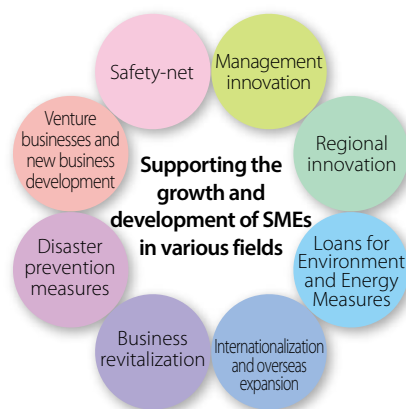 Safety-net
Management
innovation
Venture
businesses and
new business
development
Regional
innovation
Supporting the
growth and
development of SMEs
in various fields
Disaster
prevention
measures
Loans for
Environment
and Energy
Measures
Business
revitalization
Internationalization
and overseas
expansion